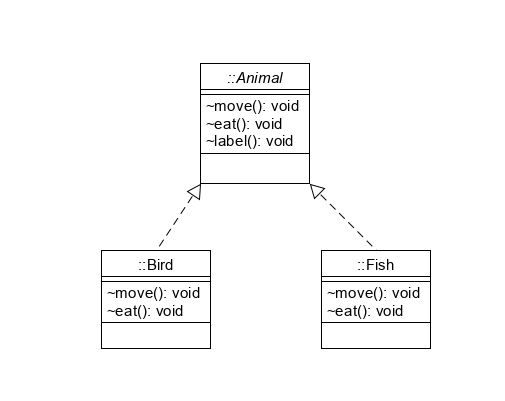 ::Animal
~move(): void
~eat(): void
~label(): void
::Bird
~move(): void
~eat(): void
::Fish
~move(): void
~eat(): void